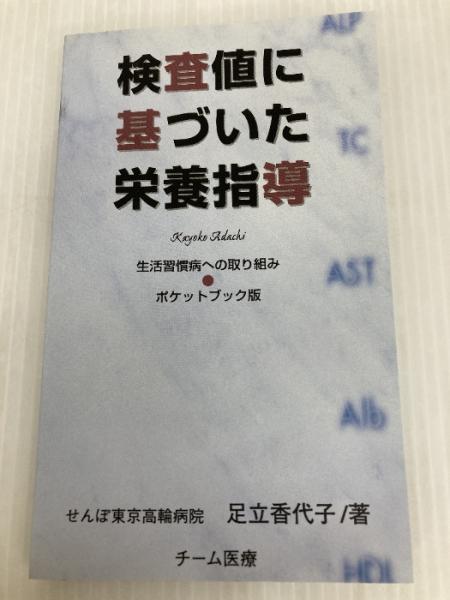 ALP
検査値に
基づいた
TC
栄養指導
Kayoko Adachi
生活習慣病への取り組み
AST
ポケットブック版
Alb
せんぽ東京高輪病院 足立香代子/著
チーム医療
HDL